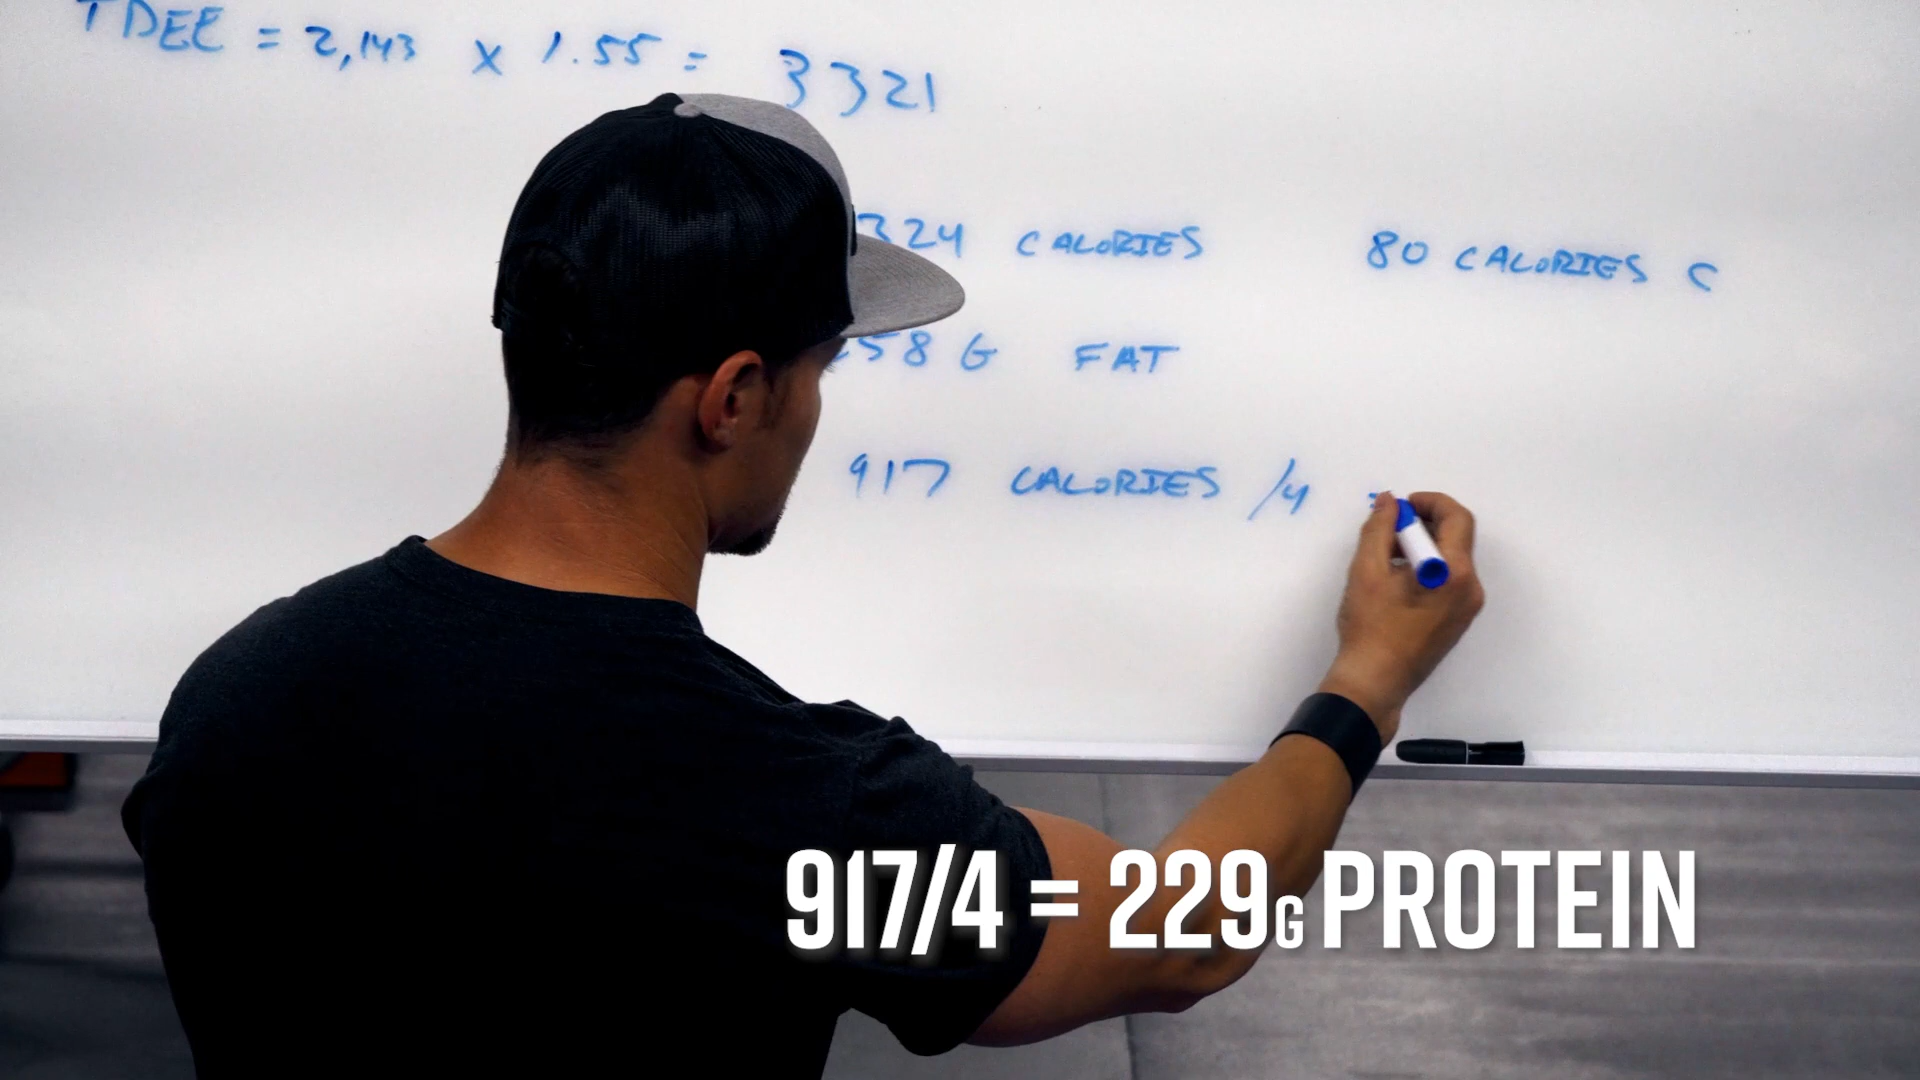 TDEE = 2,143 x 1.55 = 3321
324 CALORIES 80 CALORIES C
58 G FAT
917 CALORIES /4 =
917/4 = 229G PROTEIN